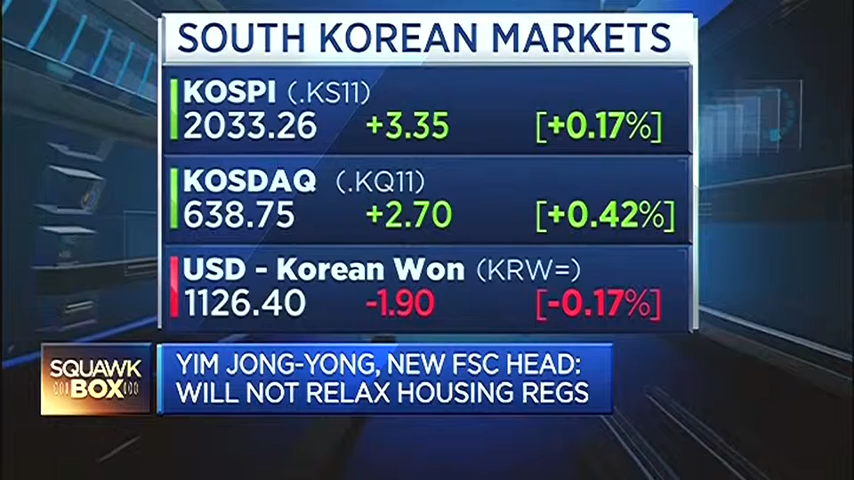 SOUTH KOREAN MARKETS
KOSPI (.KS11)
2033.26 +3.35 [+0.17%]
KOSDAQ (.KQ11)
638.75 +2.70 [+0.42%]
USD - Korean Won (KRW=)
1126.40 -1.90 [-0.17%]
SQUAWK
BOX
YIM JONG-YONG, NEW FSC HEAD:
WILL NOT RELAX HOUSING REGS